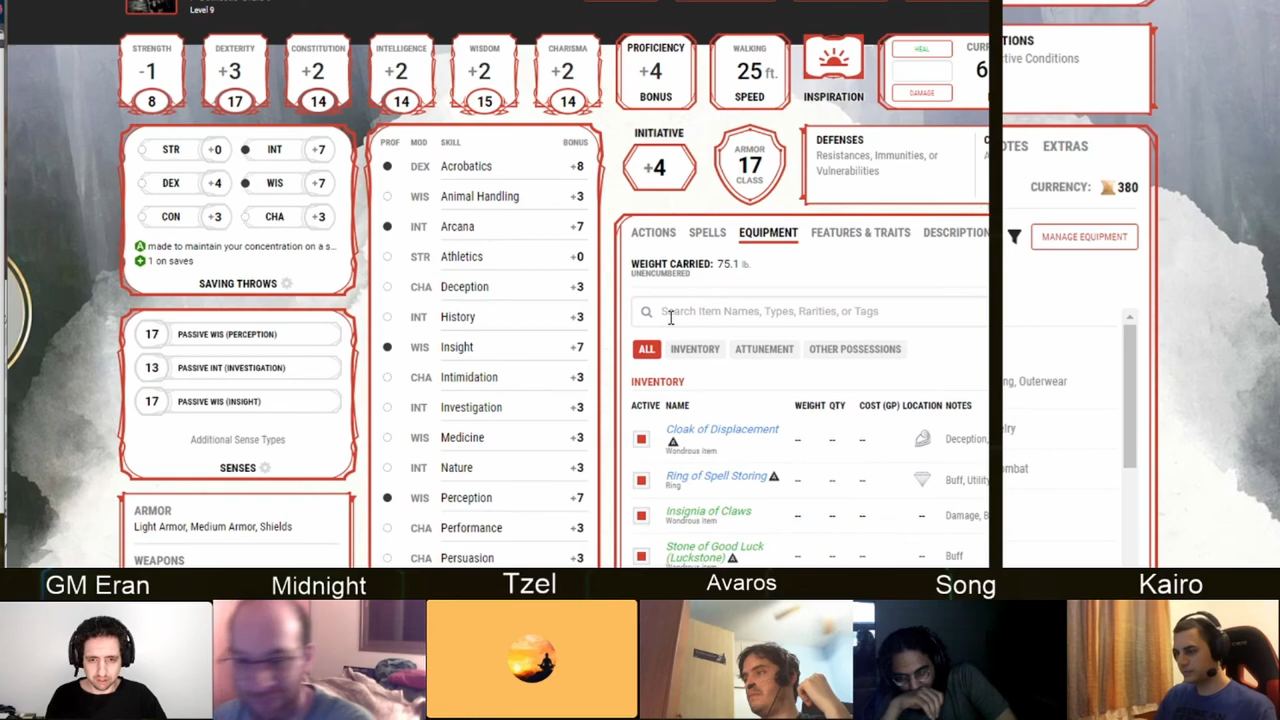 Level 9
STRENGTH
-1
8
DEXTERITY
+3
17
CONSTITUTION
+2
14
INTELLIGENCE
+2
14
WISDOM
+2
15
CHARISMA
+2
14
PROFICIENCY
+4
BONUS
WALKING
25 ft.
SPEED
INSPIRATION
HEAL
DAMAGE
CURR
6
STR +0
INT +7
DEX +4
WIS +7
CON +3
CHA +3
A made to maintain your concentration on a s...
1 on saves
SAVING THROWS
17 PASSIVE WIS (PERCEPTION)
13 PASSIVE INT (INVESTIGATION)
17 PASSIVE WIS (INSIGHT)
Additional Sense Types
SENSES
ARMOR
Light Armor, Medium Armor, Shields
WEAPONS
PROF MOD SKILL BONUS
DEX Acrobatics +8
WIS Animal Handling +3
INT Arcana +7
STR Athletics +0
CHA Deception +3
INT History +3
WIS Insight +7
CHA Intimidation +3
INT Investigation +3
WIS Medicine +3
INT Nature +3
WIS Perception +7
CHA Performance +3
CHA Persuasion +3
INITIATIVE
+4
ARMOR
17
CLASS
DEFENSES
Resistances, Immunities, or
Vulnerabilities
C
A
ACTIONS SPELLS EQUIPMENT FEATURES & TRAITS DESCRIPTION
WEIGHT CARRIED: 75.1 lb.
UNENCUMBERED
Search Item Names, Types, Rarities, or Tags
ALL INVENTORY ATTUNEMENT OTHER POSSESSIONS
INVENTORY
ACTIVE NAME WEIGHT QTY COST (GP) LOCATION NOTES
Cloak of Displacement -- -- -- Deception,
Wondrous Item
Ring of Spell Storing -- -- -- Buff, Utility
Ring
Insignia of Claws -- -- -- -- Damage, B
Wondrous Item
Stone of Good Luck
(Luckstone) -- -- -- -- Buff
TIONS
ctive Conditions
OTES EXTRAS
CURRENCY: 380
MANAGE EQUIPMENT
ng, Outerwear
elry
ombat
GM Eran
Midnight
Tzel
Avaros
Song
Kairo